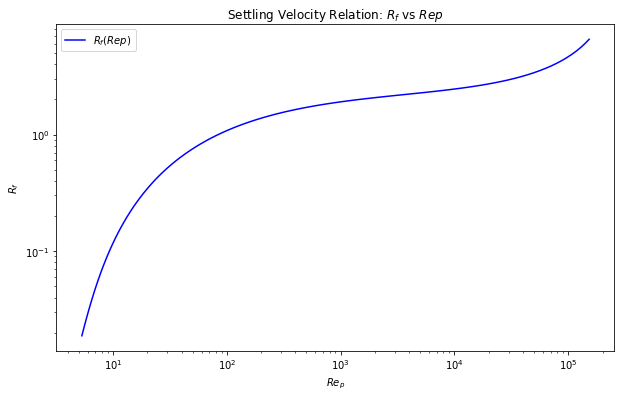 Settling Velocity Relation: $R_f$ vs $Rep$
$R_f(Rep)$
$R_f$
$10^0$
$10^{-1}$
$10^1$ $10^2$ $10^3$ $10^4$ $10^5$
$Re_p$